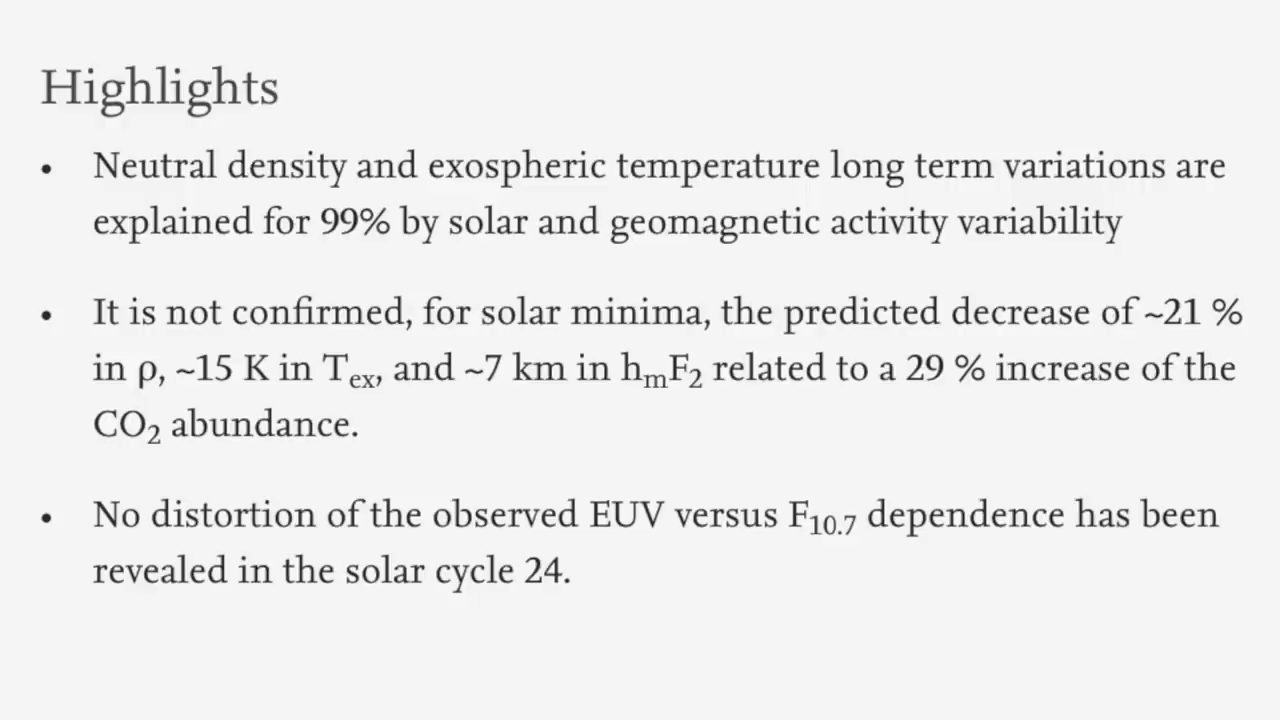 Highlights
• Neutral density and exospheric temperature long term variations are
explained for 99% by solar and geomagnetic activity variability
• It is not confirmed, for solar minima, the predicted decrease of ~21 %
in ρ, ~15 K in Tₑₓ, and ~7 km in hₘF₂ related to a 29 % increase of the
CO₂ abundance.
• No distortion of the observed EUV versus F₁₀.₇ dependence has been
revealed in the solar cycle 24.